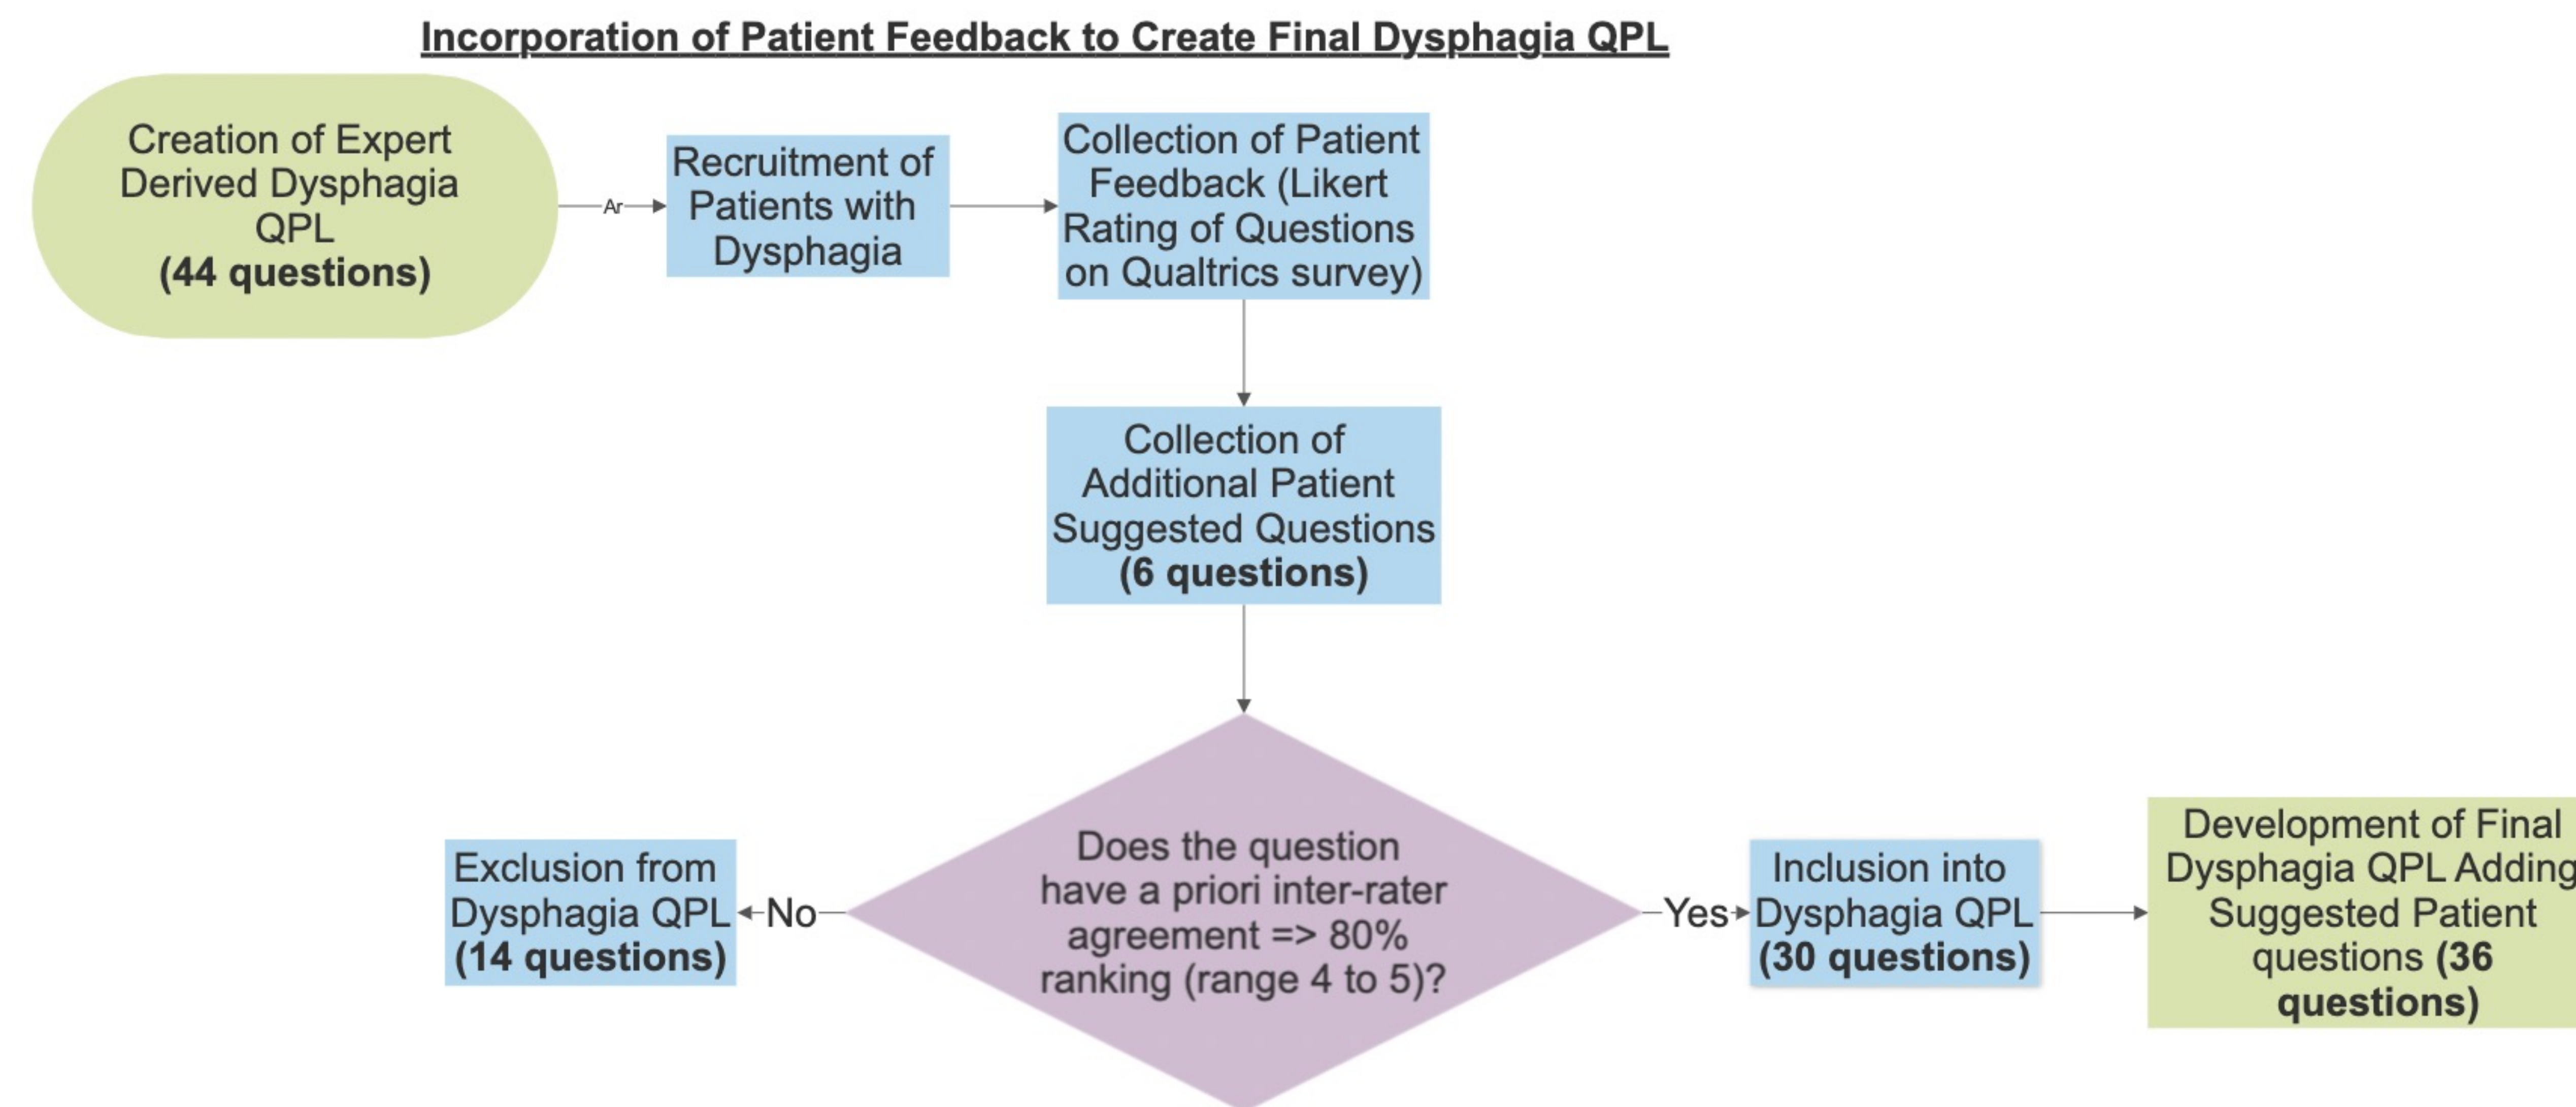 Incorporation of Patient Feedback to Create Final Dysphagia QPL
Creation of Expert
Derived Dysphagia
QPL
(44 questions)
Ar
Recruitment of
Patients with
Dysphagia
Collection of Patient
Feedback (Likert
Rating of Questions
on Qualtrics survey)
Collection of
Additional Patient
Suggested Questions
(6 questions)
Does the question
have a priori inter-rater
agreement => 80%
ranking (range 4 to 5)?
No
Exclusion from
Dysphagia QPL
(14 questions)
Yes
Inclusion into
Dysphagia QPL
(30 questions)
Development of Final
Dysphagia QPL Adding
Suggested Patient
questions (36
questions)